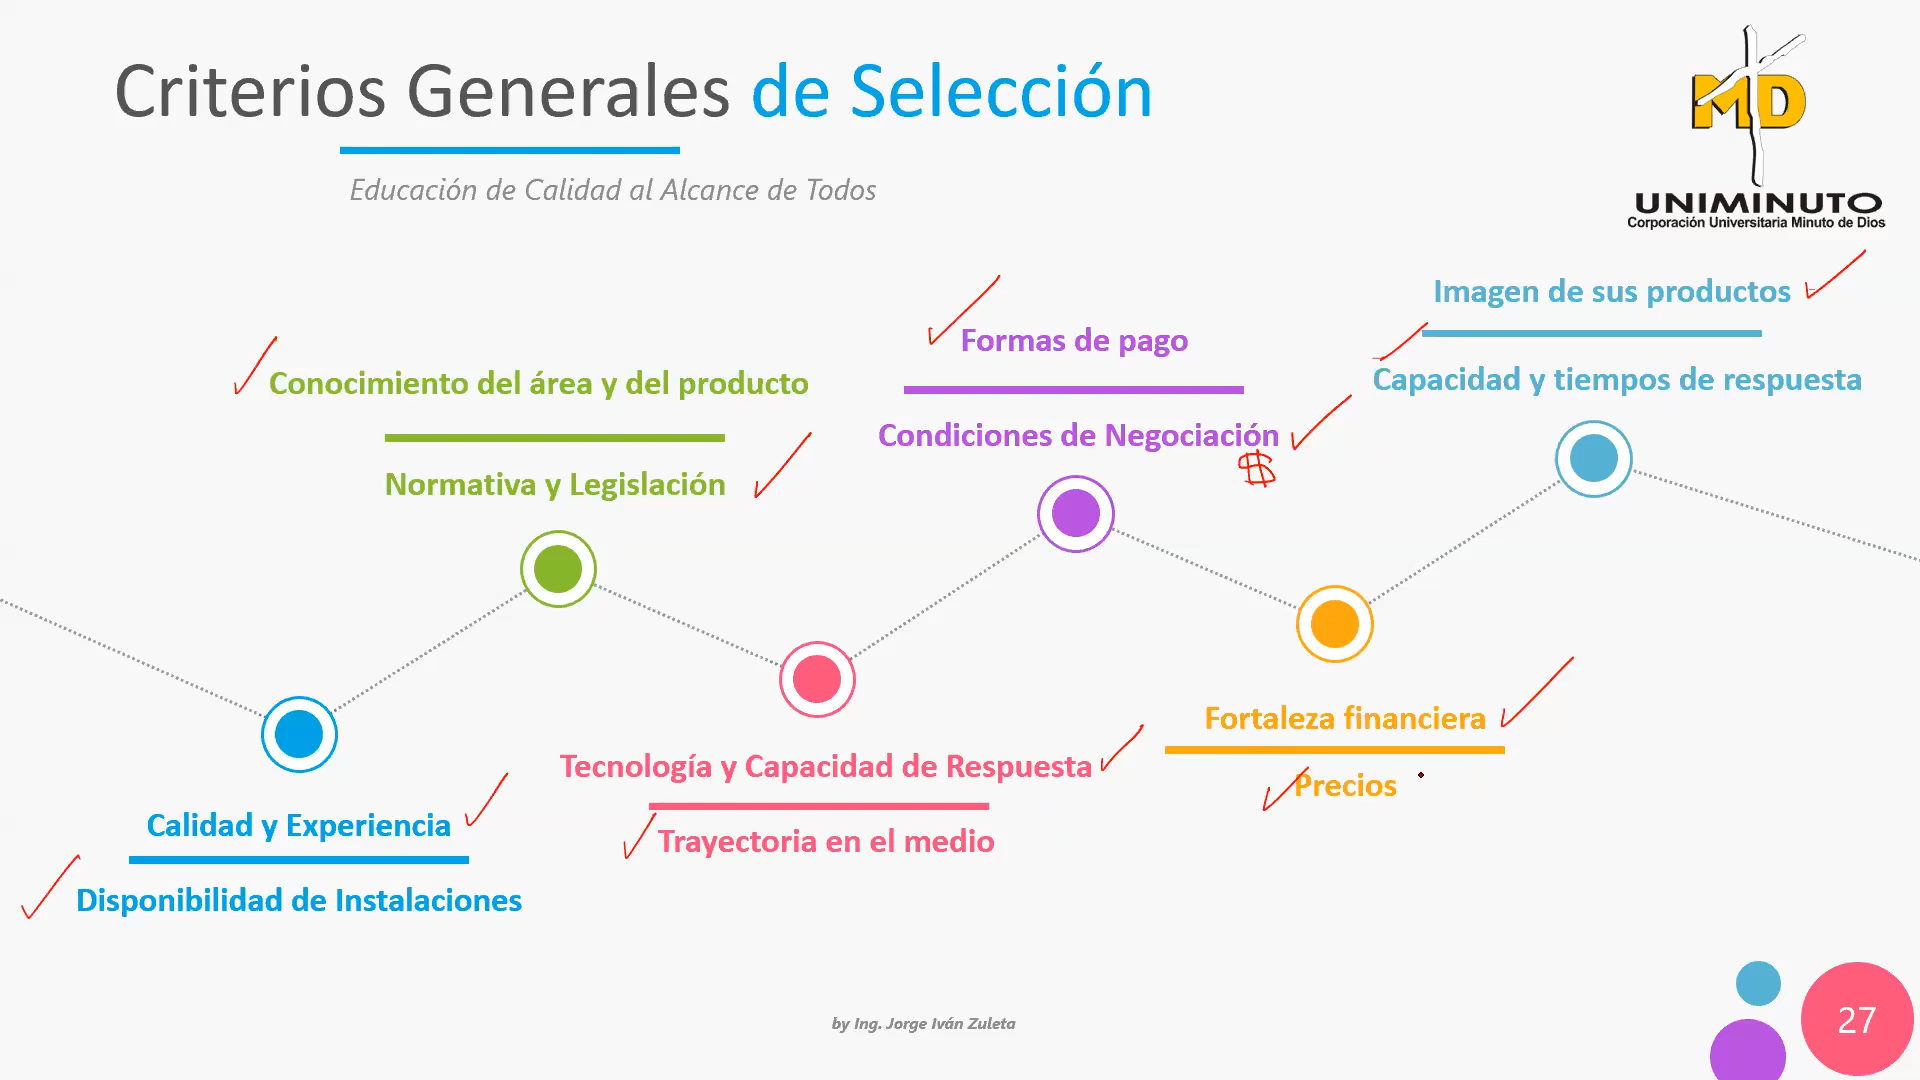 Criterios Generales de Selección
Educación de Calidad al Alcance de Todos
MD
UNIMINUTO
Corporación Universitaria Minuto de Dios
Conocimiento del área y del producto
Normativa y Legislación
Formas de pago
Condiciones de Negociación
$
Imagen de sus productos
Capacidad y tiempos de respuesta
Calidad y Experiencia
Disponibilidad de Instalaciones
Tecnología y Capacidad de Respuesta
Trayectoria en el medio
Fortaleza financiera
Precios
by Ing. Jorge Iván Zuleta
27